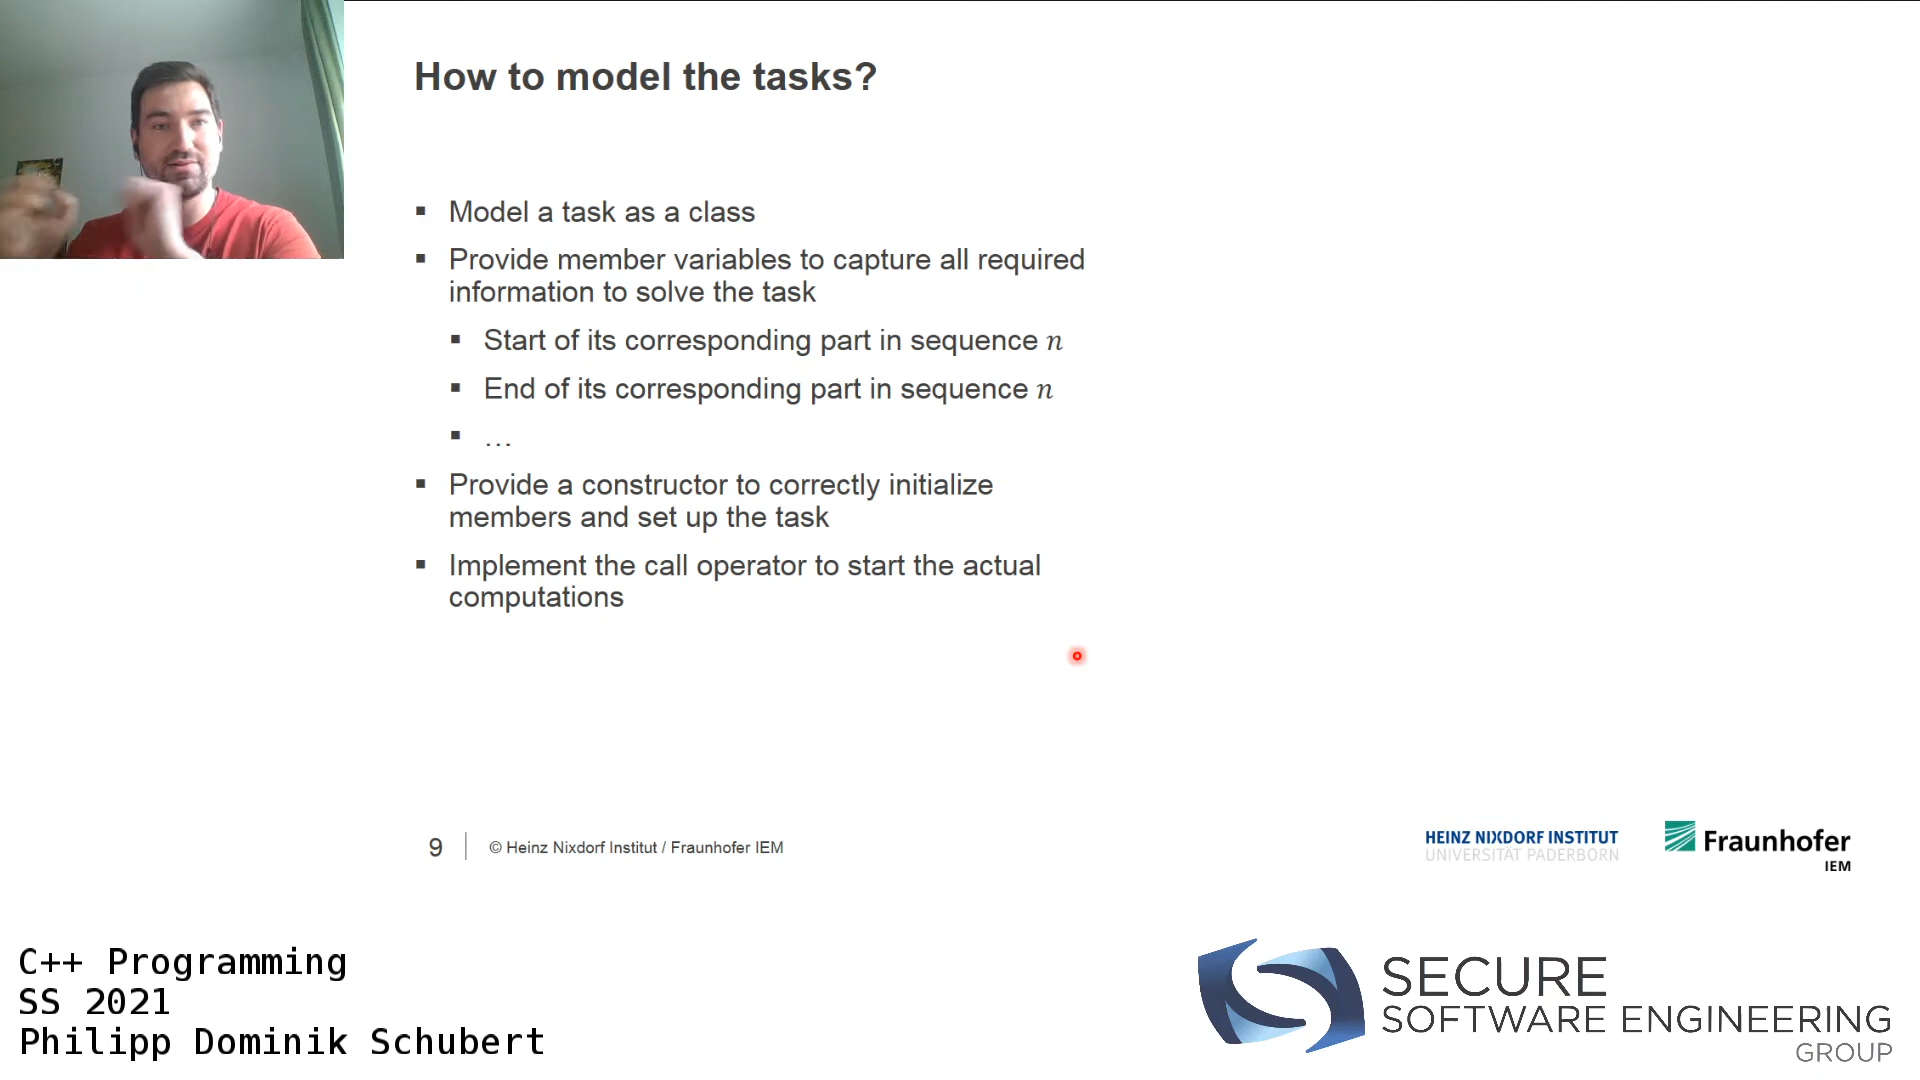 How to model the tasks?
▪ Model a task as a class
▪ Provide member variables to capture all required
information to solve the task
▪ Start of its corresponding part in sequence n
▪ End of its corresponding part in sequence n
▪ …
▪ Provide a constructor to correctly initialize
members and set up the task
▪ Implement the call operator to start the actual
computations
9
© Heinz Nixdorf Institut / Fraunhofer IEM
HEINZ NIXDORF INSTITUT
UNIVERSITÄT PADERBORN
Fraunhofer
IEM
C++ Programming
SS 2021
Philipp Dominik Schubert
SECURE
SOFTWARE ENGINEERING
GROUP